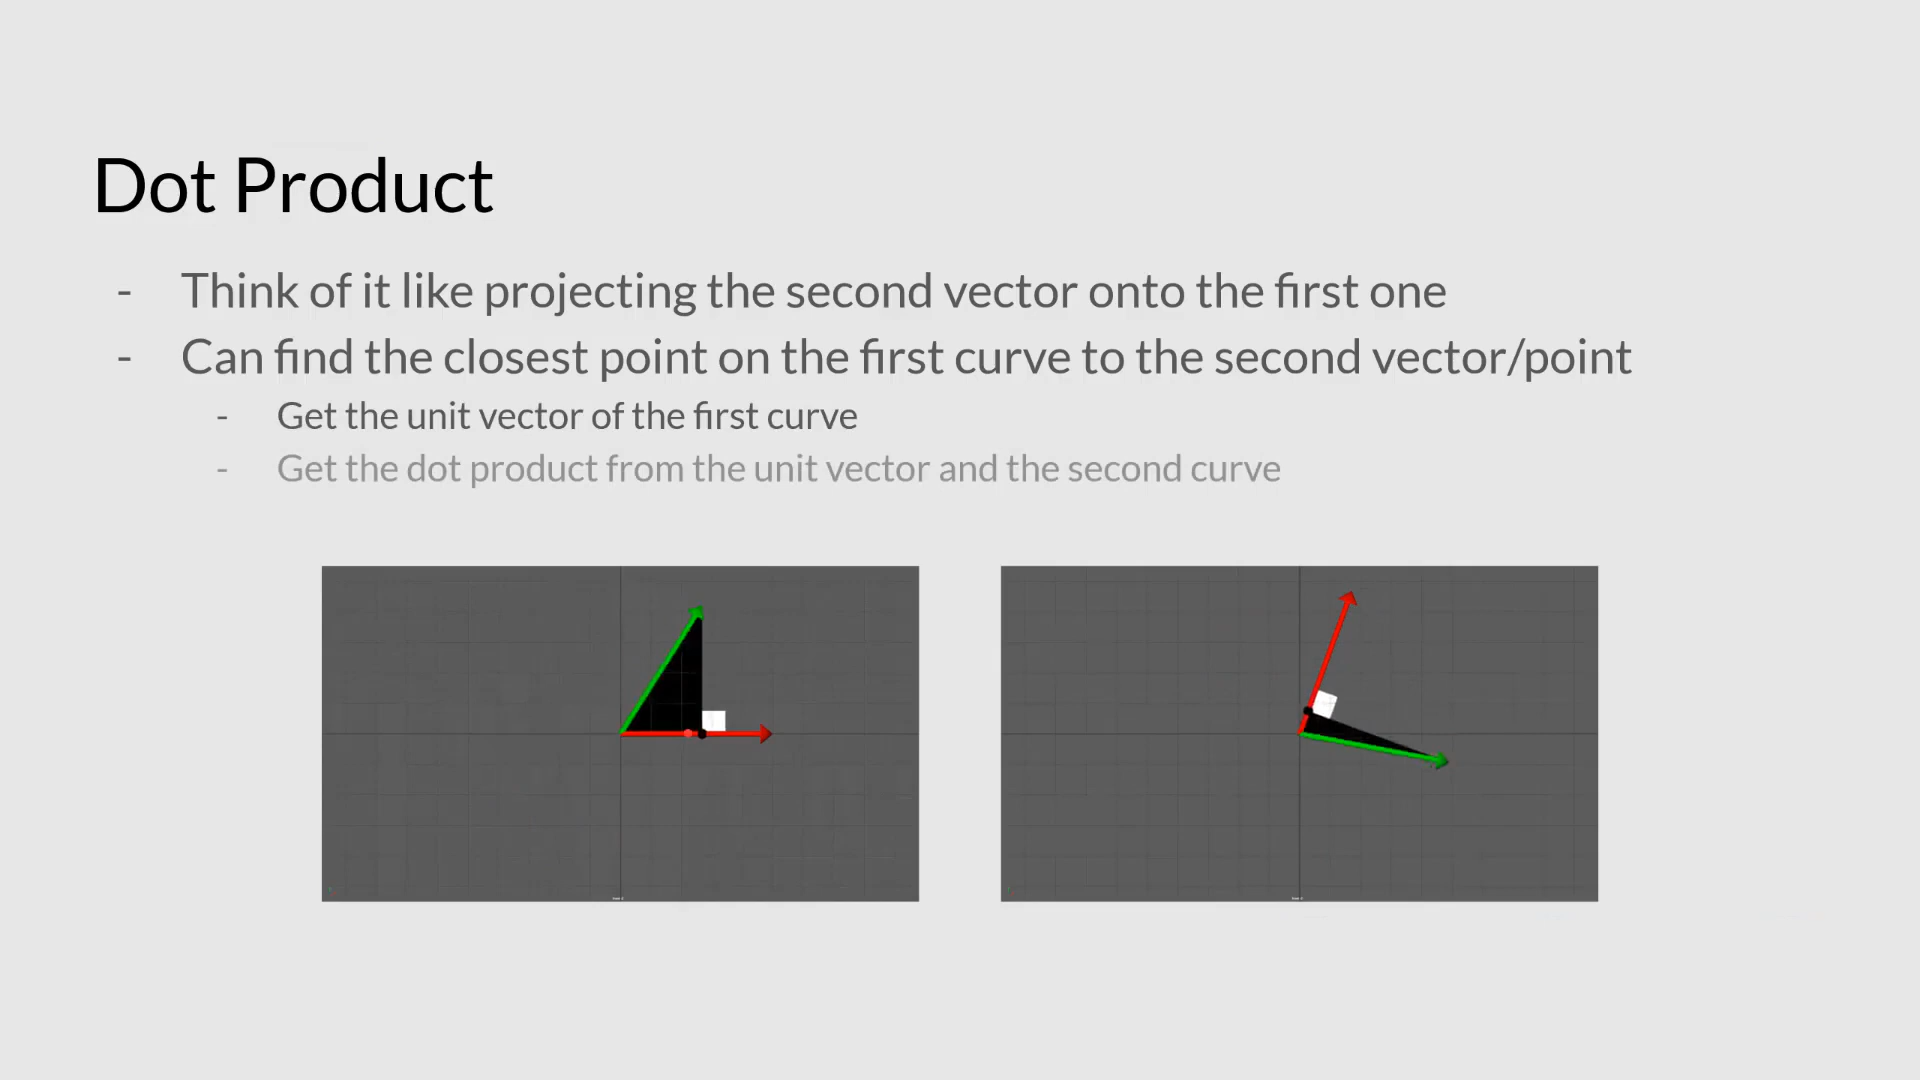 Dot Product
- Think of it like projecting the second vector onto the first one
- Can find the closest point on the first curve to the second vector/point
- Get the unit vector of the first curve
- Get the dot product from the unit vector and the second curve